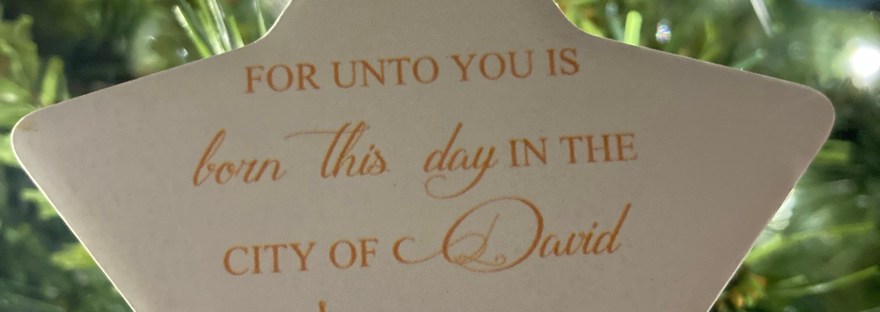 FOR UNTO YOU IS
born this day IN THE
CITY OF David